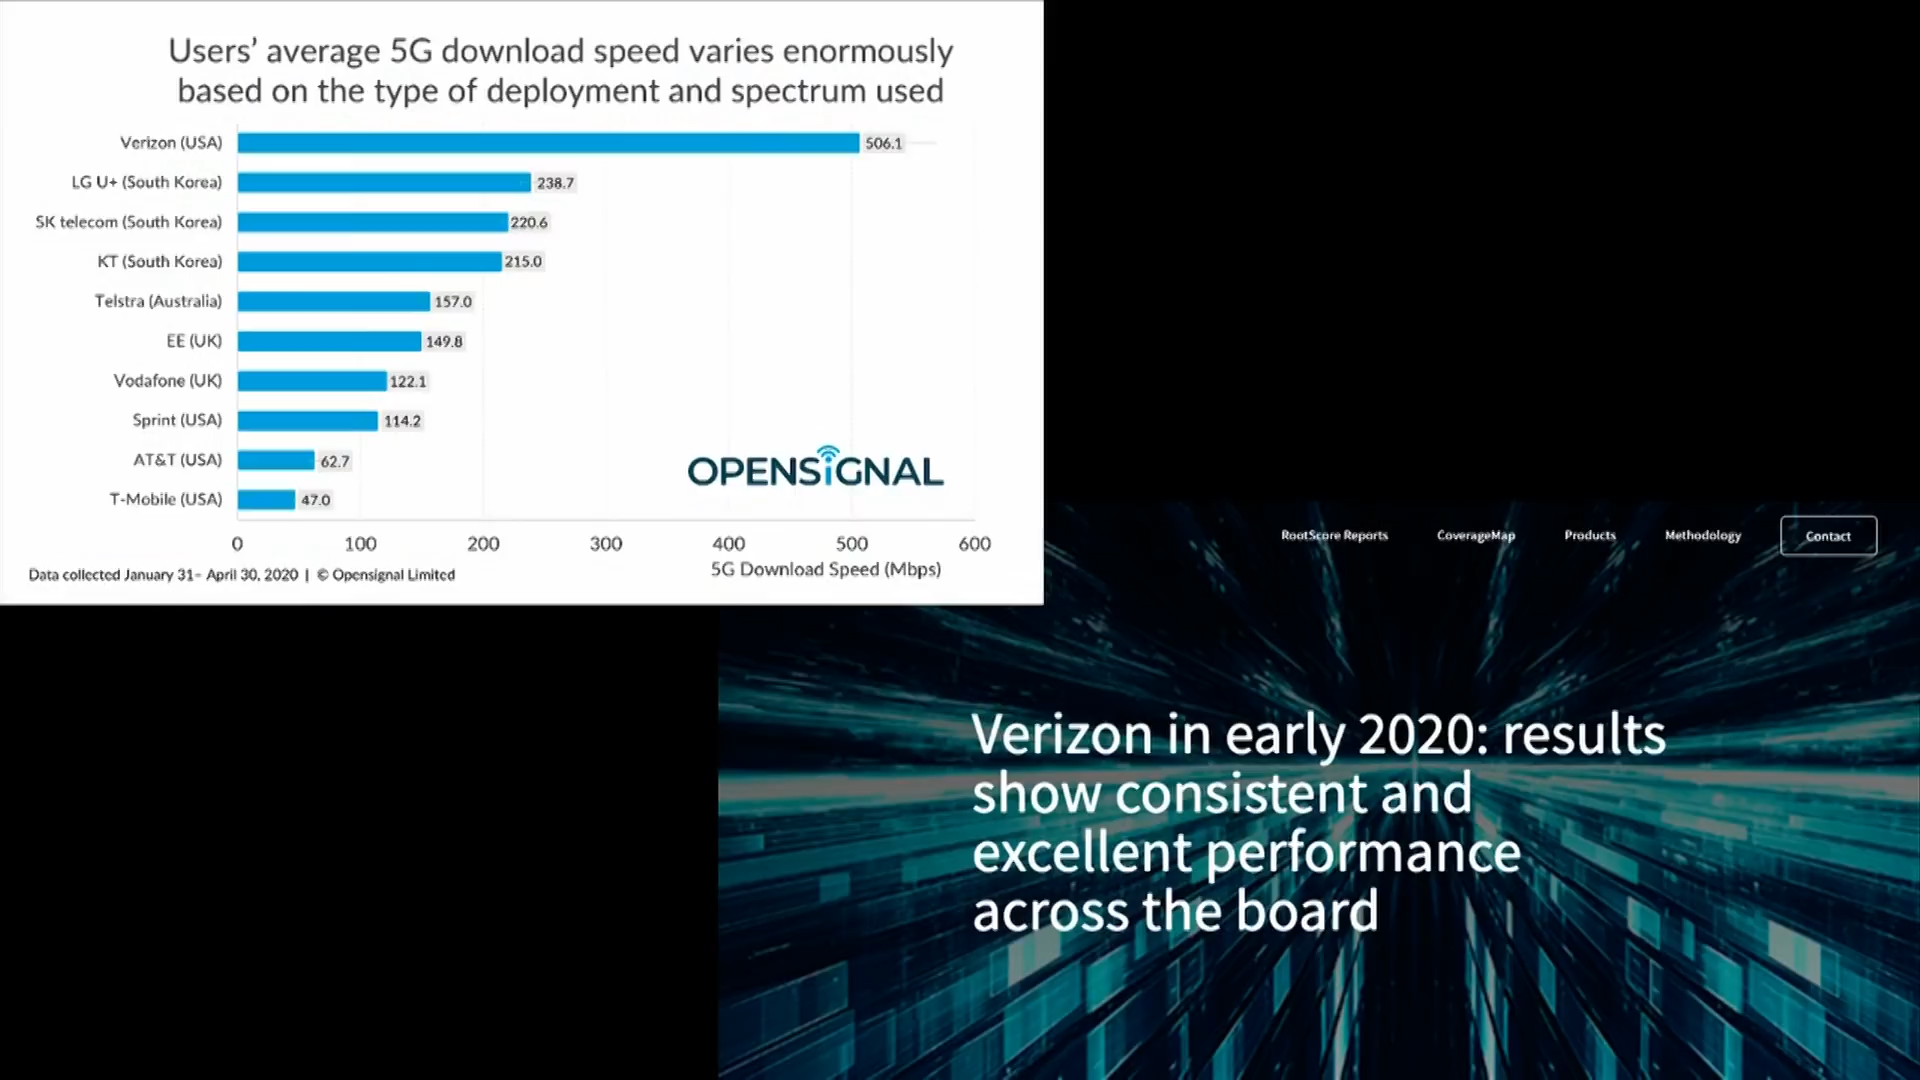 Users’ average 5G download speed varies enormously
based on the type of deployment and spectrum used
Verizon (USA) 506.1
LG U+ (South Korea) 238.7
SK telecom (South Korea) 220.6
KT (South Korea) 215.0
Telstra (Australia) 157.0
EE (UK) 149.8
Vodafone (UK) 122.1
Sprint (USA) 114.2
AT&T (USA) 62.7
T-Mobile (USA) 47.0
OPENSIGNAL
0 100 200 300 400 500 600
5G Download Speed (Mbps)
Data collected January 31– April 30, 2020 | © Opensignal Limited
RootScore Reports CoverageMap Products Methodology Contact
Verizon in early 2020: results
show consistent and
excellent performance
across the board